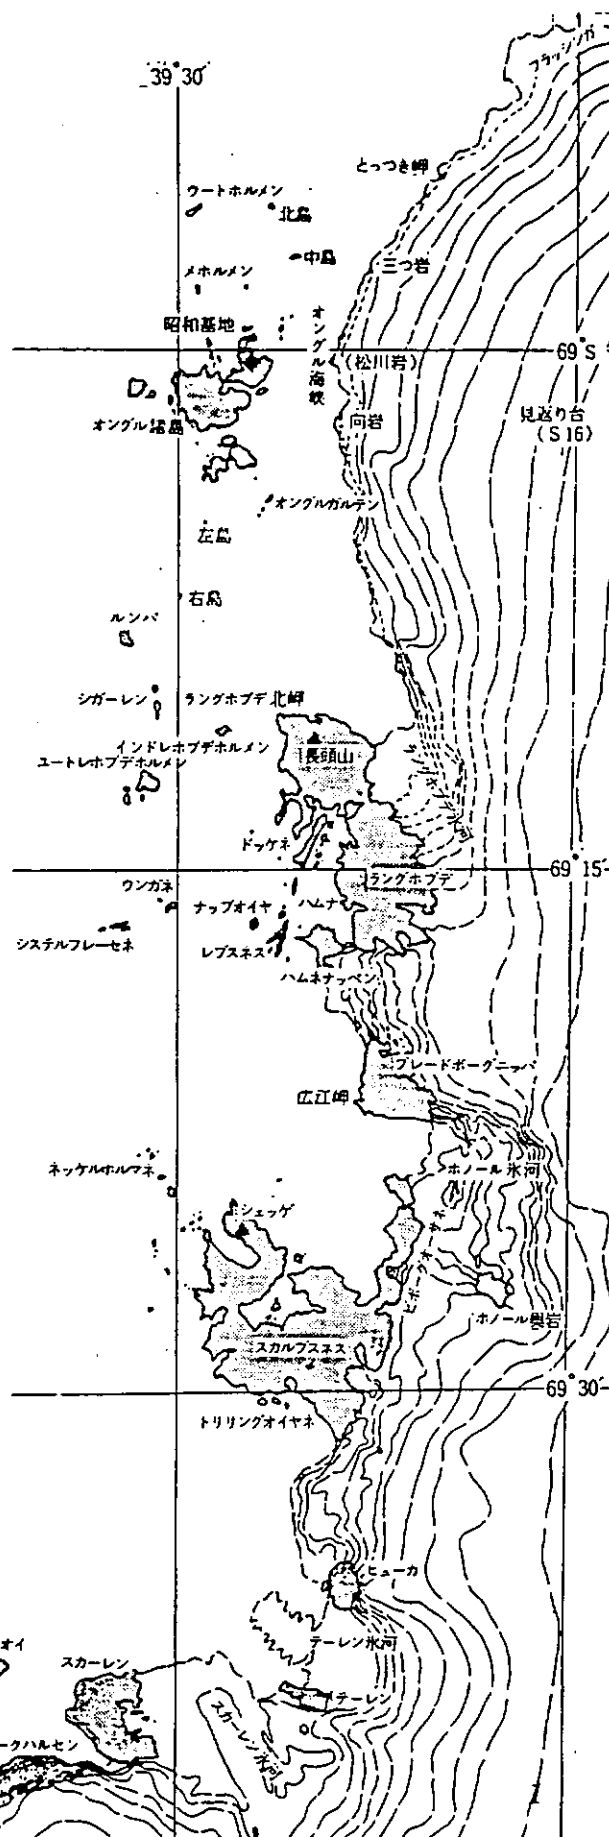 39°30′
とっつき岬
ウートホルメン
北島
中島
三つ岩
メホルメン
昭和基地
オングル海峡
69°S
(松川岩)
見返り台
(S16)
向岩
オングル諸島
オングルガルテン
左島
右島
ルンパ
シガーレン
ラングホブデ北岬
インドレホブデホルメン
長頭山
ユートレホブデホルメン
ドッケネ
69°15′
ラングホブデ
ウンガネ
ナップオイヤ
ハムナ
システルフレーセネ
レプスネス
ハムネナッペン
ブレードボーグニッパ
広江岬
ホノール氷河
ネッケルホルマネ
シェッゲ
ホノール奥岩
スカルブスネス
69°30′
トリリングオイヤネ
ヒューカ
テーレン氷河
オイ
スカーレン
テーレン
スカーレン氷河
ークハルセン